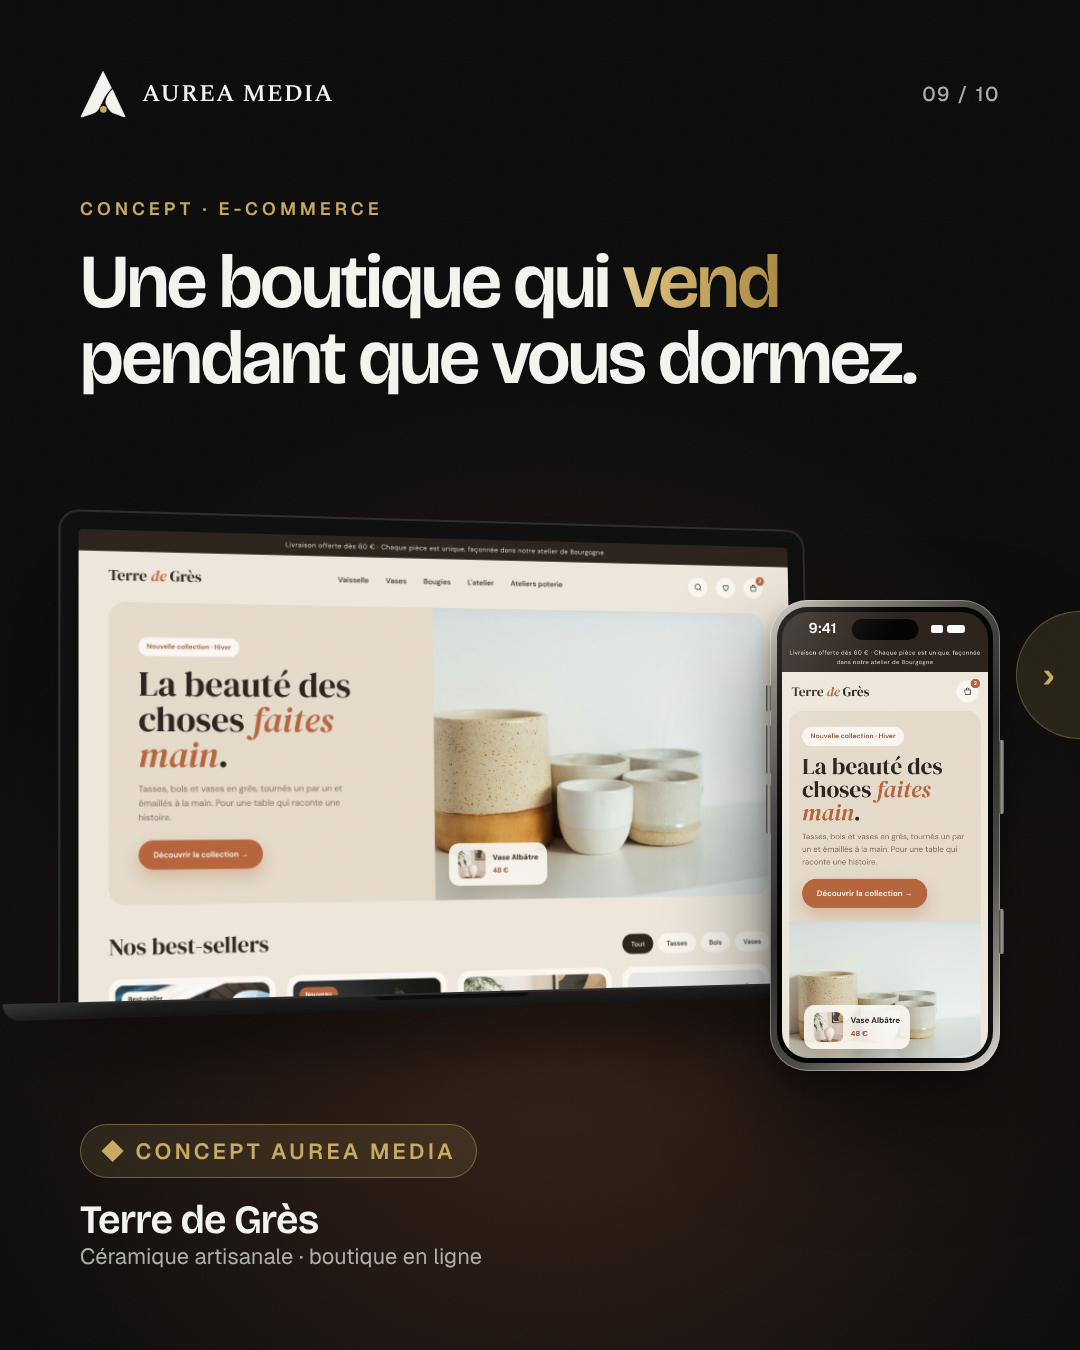 AUREA MEDIA
09 / 10
CONCEPT · E-COMMERCE
Une boutique qui vend
pendant que vous dormez.
Livraison offerte dès 60 € · Chaque pièce est unique, façonnée dans notre atelier de Bourgogne
Terre de Grès
Vaisselle Vases Bougies L'atelier Ateliers poterie
2
Nouvelle collection · Hiver
La beauté des
choses faites
main.
Tasses, bols et vases en grès, tournés un par un et
émaillés à la main. Pour une table qui raconte une
histoire.
Découvrir la collection →
Vase Albâtre
48 €
Nos best-sellers
Tout Tasses Bols Vases
Best-seller
Nouveau
9:41
Livraison offerte dès 60 € · Chaque pièce est unique, façonnée
dans notre atelier de Bourgogne
Terre de Grès
2
Nouvelle collection · Hiver
La beauté des
choses faites
main.
Tasses, bols et vases en grès, tournés un par
un et émaillés à la main. Pour une table qui
raconte une histoire.
Découvrir la collection →
Vase Albâtre
48 €
›
CONCEPT AUREA MEDIA
Terre de Grès
Céramique artisanale · boutique en ligne